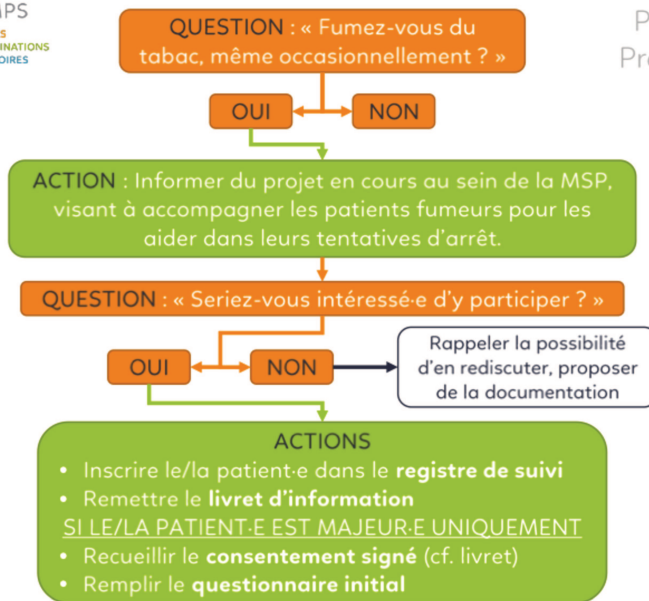 MPS
S
INATIONS
OIRES
P
Pr
QUESTION : « Fumez-vous du
tabac, même occasionnellement ? »
OUI
NON
ACTION : Informer du projet en cours au sein de la MSP,
visant à accompagner les patients fumeurs pour les
aider dans leurs tentatives d'arrêt.
QUESTION : « Seriez-vous intéressé·e d'y participer ? »
OUI
NON
Rappeler la possibilité
d'en rediscuter, proposer
de la documentation
ACTIONS
• Inscrire le/la patient·e dans le registre de suivi
• Remettre le livret d'information
SI LE/LA PATIENT·E EST MAJEUR·E UNIQUEMENT
• Recueillir le consentement signé (cf. livret)
• Remplir le questionnaire initial